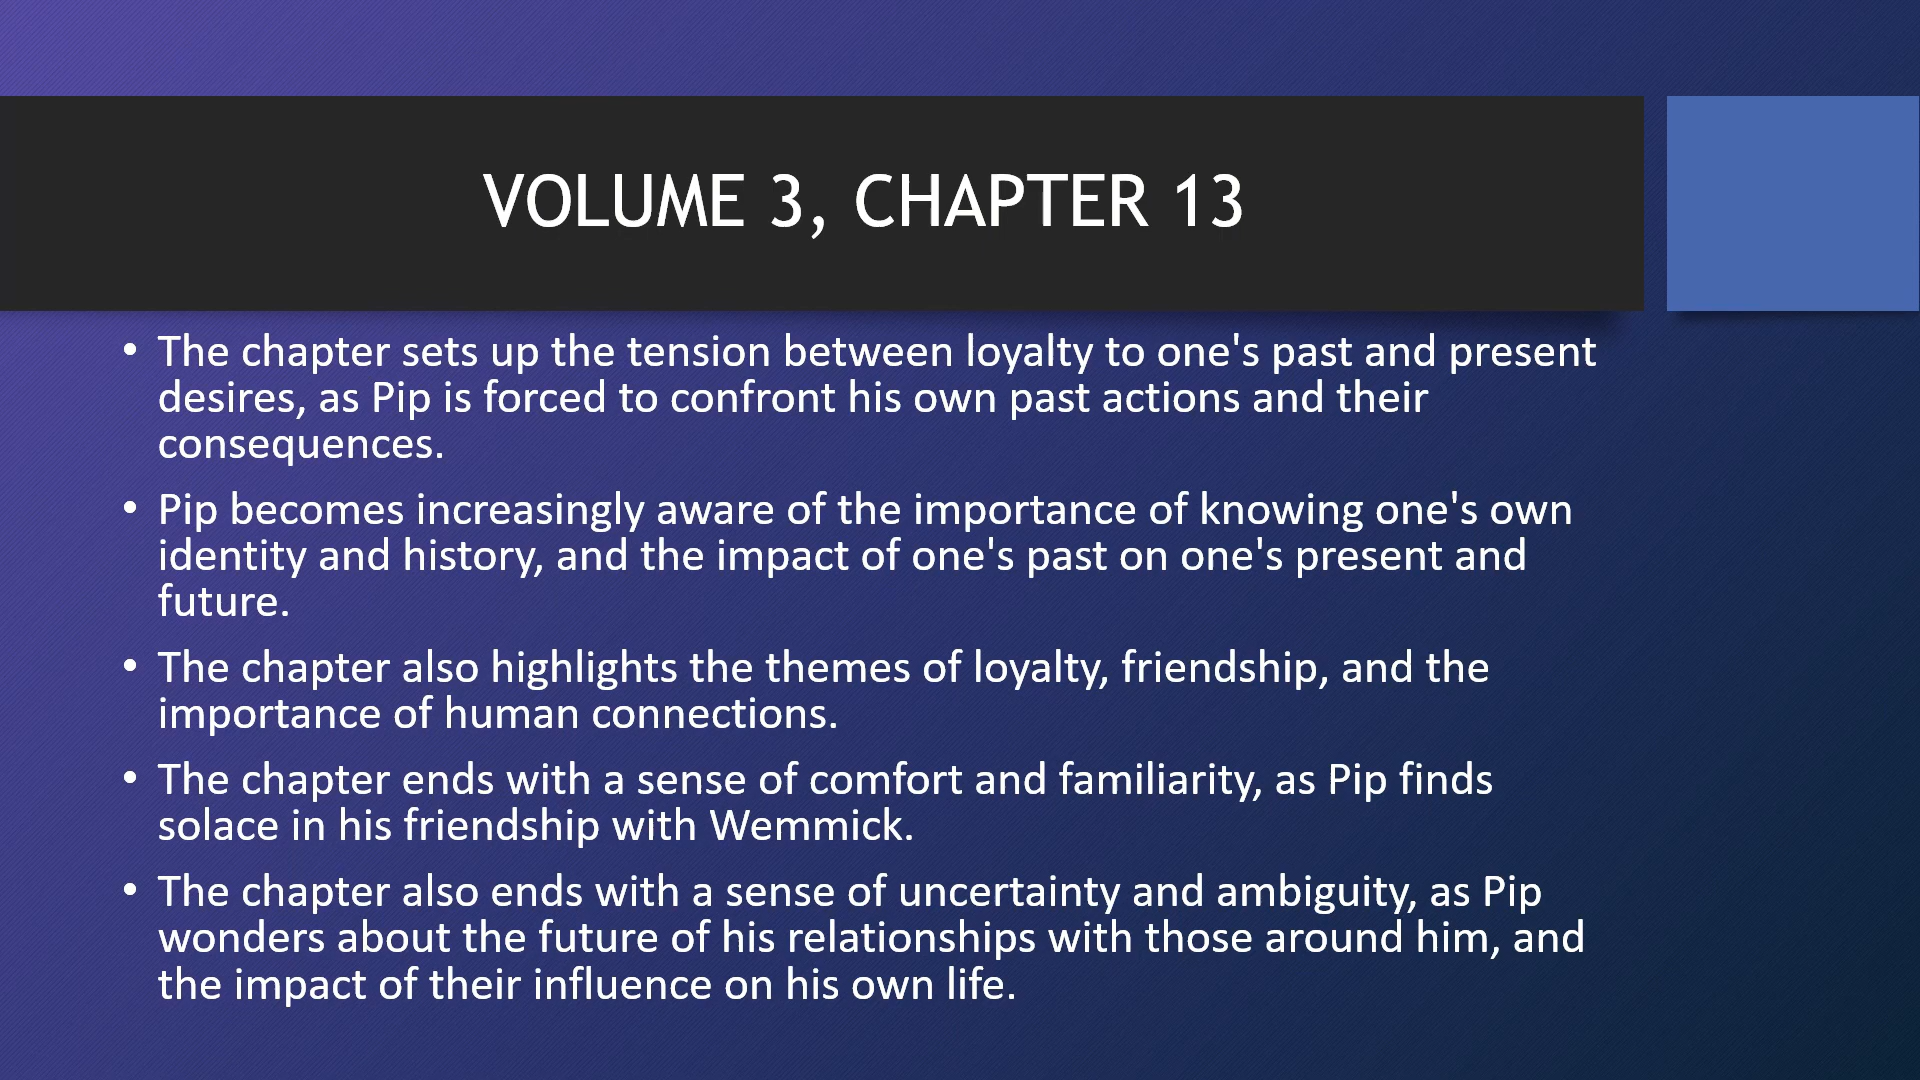 VOLUME 3, CHAPTER 13
• The chapter sets up the tension between loyalty to one's past and present
desires, as Pip is forced to confront his own past actions and their
consequences.
• Pip becomes increasingly aware of the importance of knowing one's own
identity and history, and the impact of one's past on one's present and
future.
• The chapter also highlights the themes of loyalty, friendship, and the
importance of human connections.
• The chapter ends with a sense of comfort and familiarity, as Pip finds
solace in his friendship with Wemmick.
• The chapter also ends with a sense of uncertainty and ambiguity, as Pip
wonders about the future of his relationships with those around him, and
the impact of their influence on his own life.